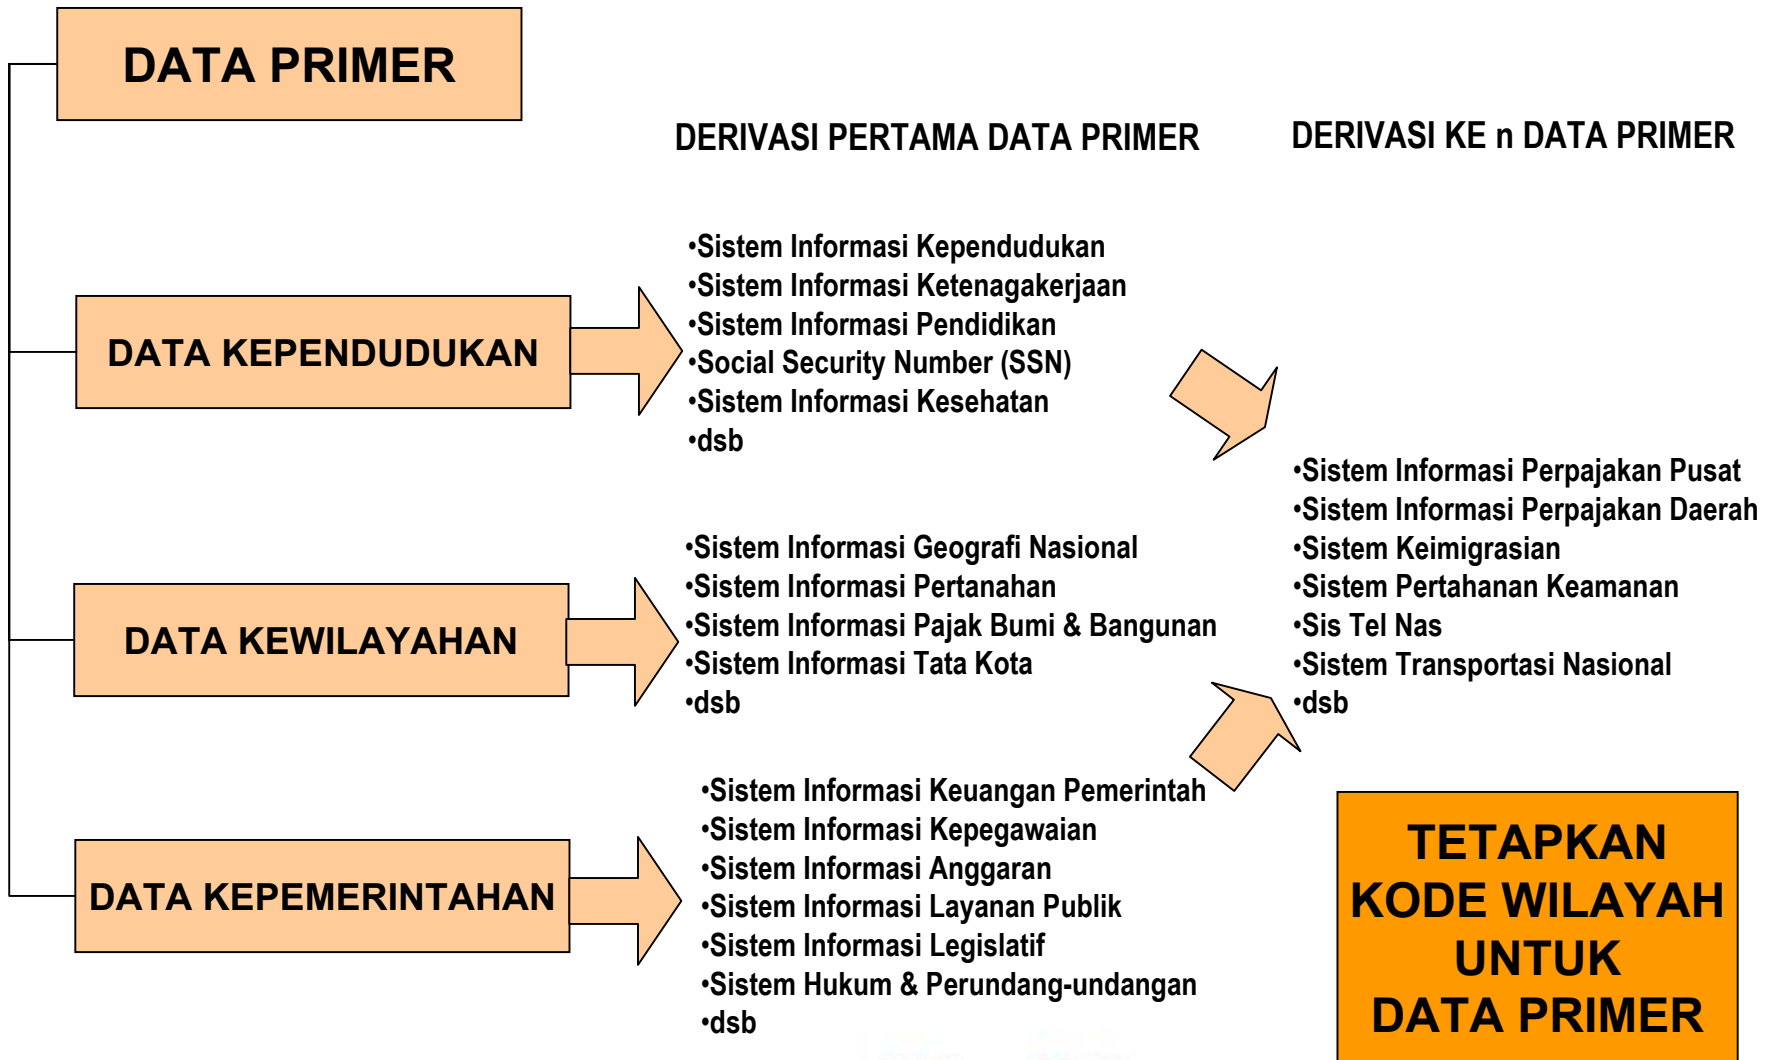 DATA PRIMER
DERIVASI PERTAMA DATA PRIMER
DERIVASI KE n DATA PRIMER
DATA KEPENDUDUKAN
•Sistem Informasi Kependudukan
•Sistem Informasi Ketenagakerjaan
•Sistem Informasi Pendidikan
•Social Security Number (SSN)
•Sistem Informasi Kesehatan
•dsb
DATA KEWILAYAHAN
•Sistem Informasi Geografi Nasional
•Sistem Informasi Pertanahan
•Sistem Informasi Pajak Bumi & Bangunan
•Sistem Informasi Tata Kota
•dsb
DATA KEPEMERINTAHAN
•Sistem Informasi Keuangan Pemerintah
•Sistem Informasi Kepegawaian
•Sistem Informasi Anggaran
•Sistem Informasi Layanan Publik
•Sistem Informasi Legislatif
•Sistem Hukum & Perundang-undangan
•dsb
•Sistem Informasi Perpajakan Pusat
•Sistem Informasi Perpajakan Daerah
•Sistem Keimigrasian
•Sistem Pertahanan Keamanan
•Sis Tel Nas
•Sistem Transportasi Nasional
•dsb
TETAPKAN
KODE WILAYAH
UNTUK
DATA PRIMER